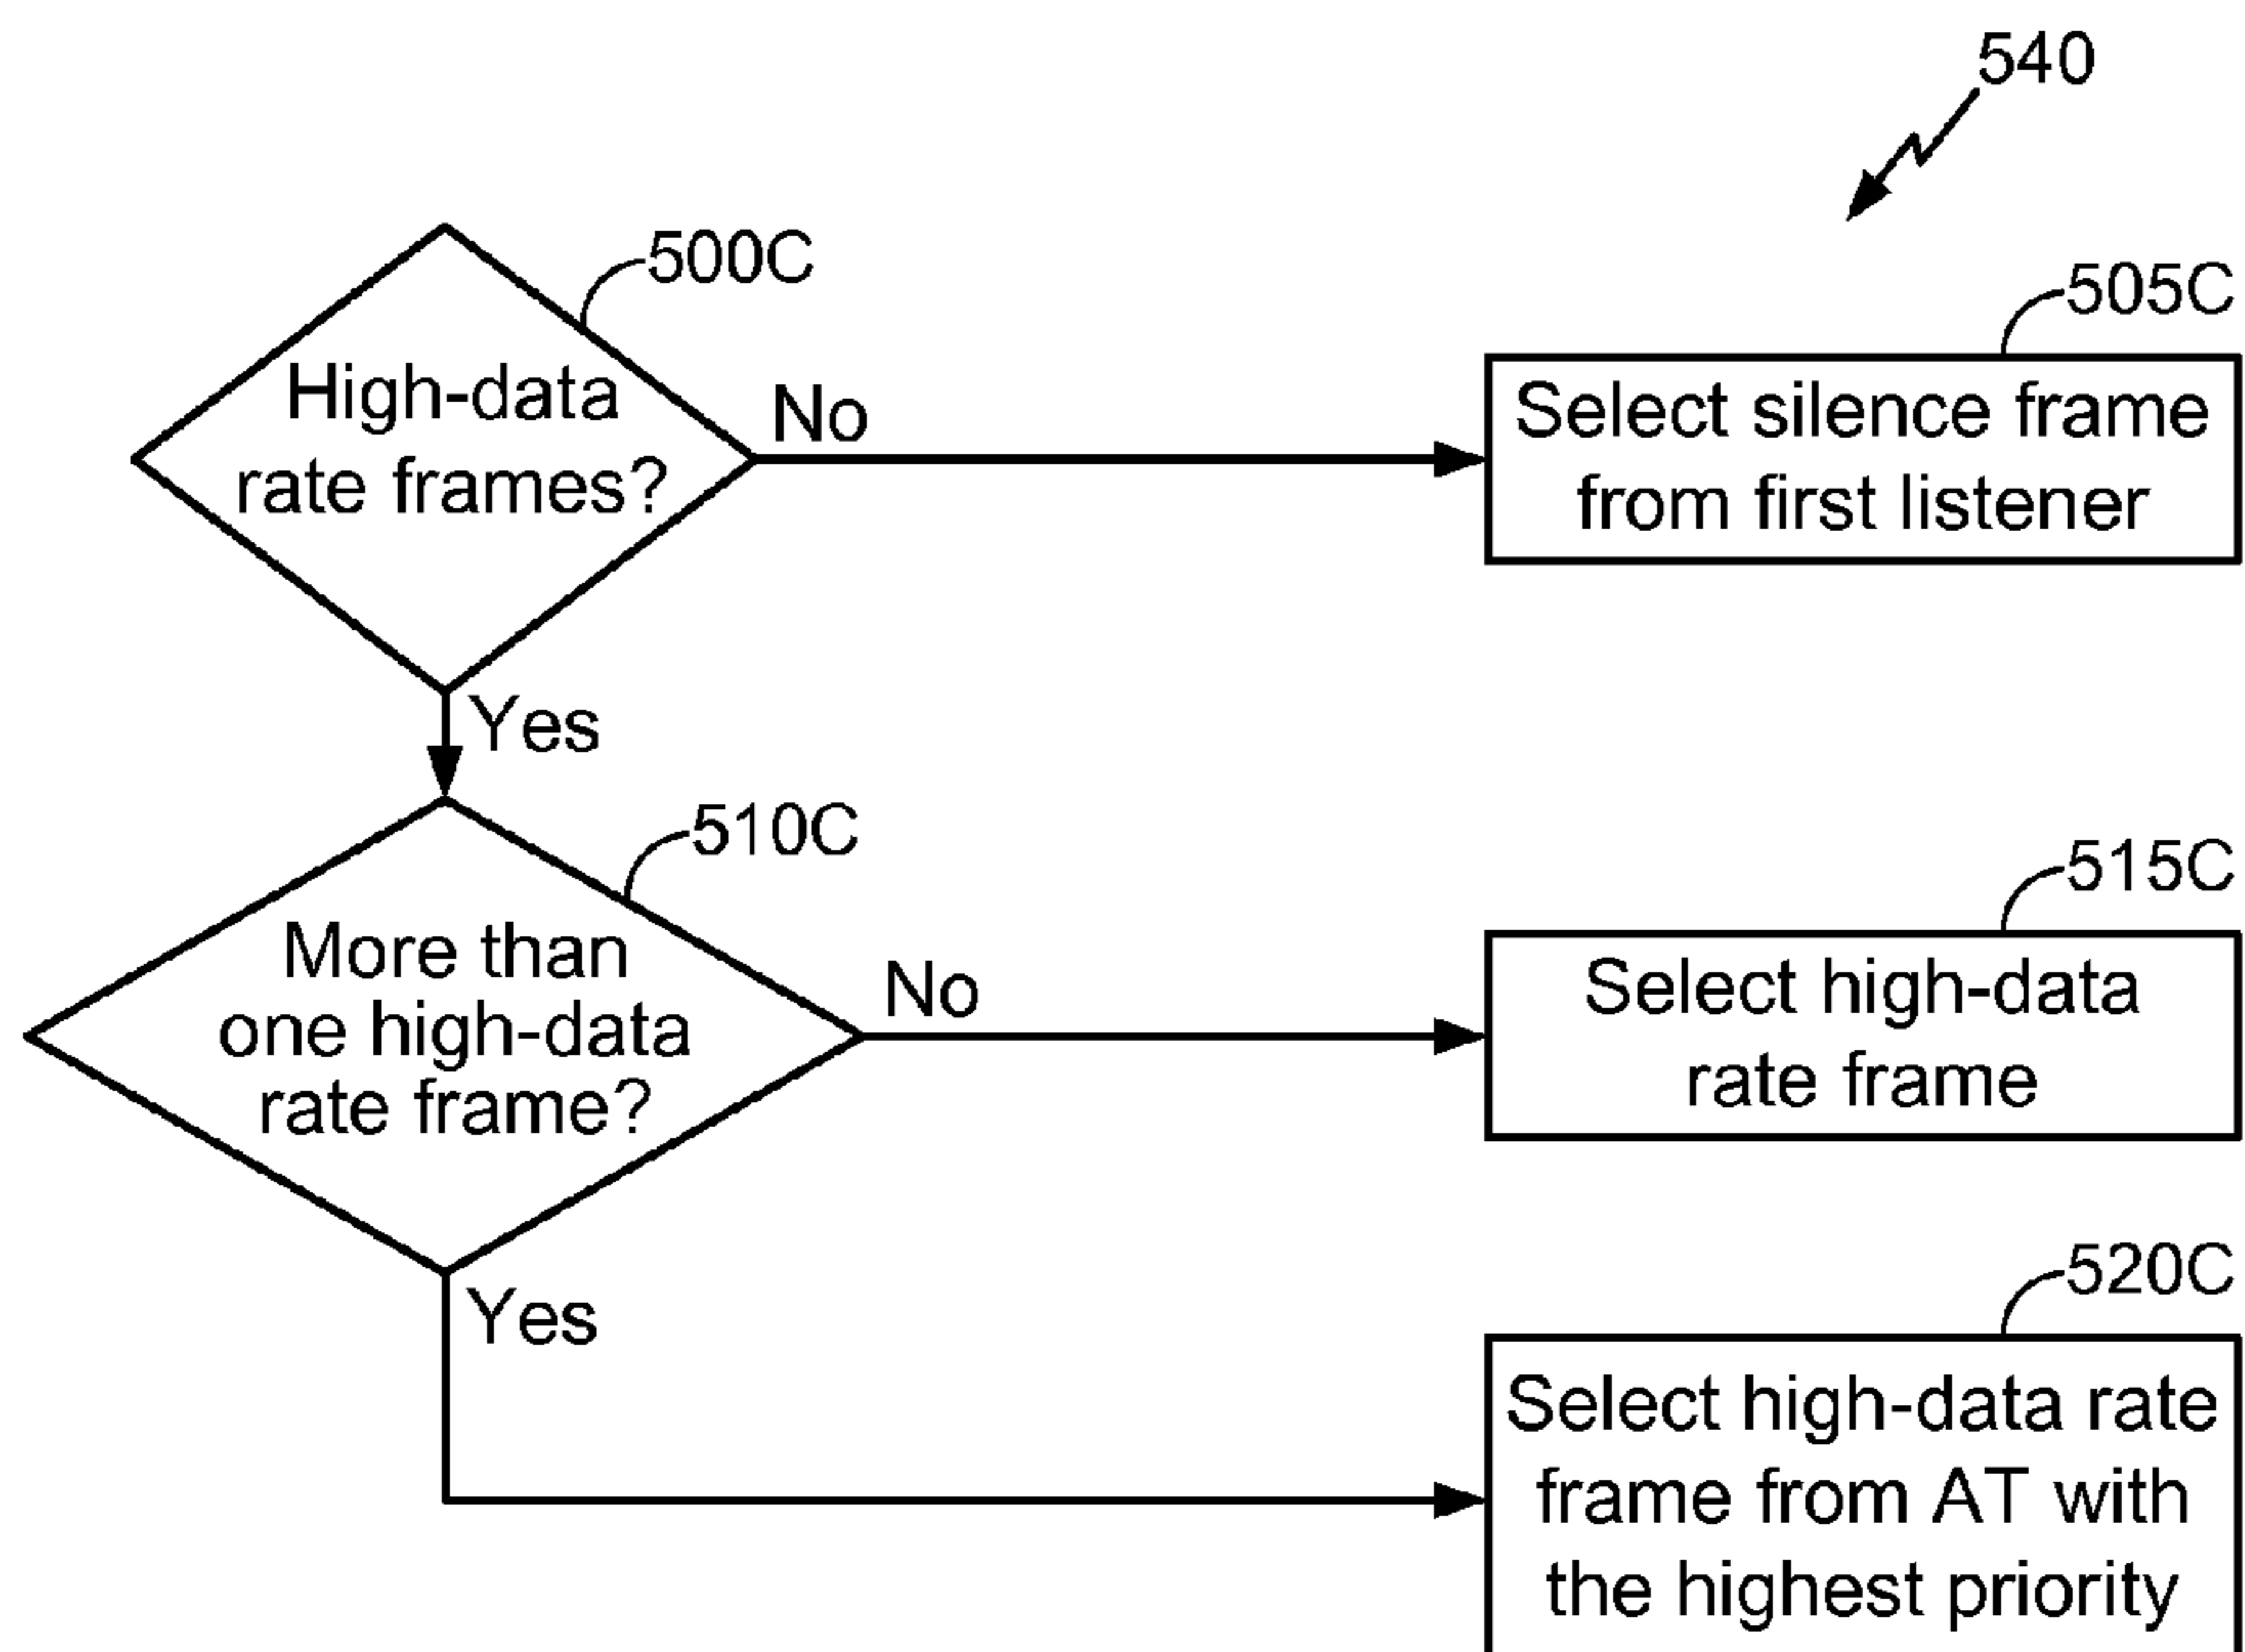 540
500C
High-data
rate frames?
No
505C
Select silence frame
from first listener
Yes
510C
More than
one high-data
rate frame?
No
515C
Select high-data
rate frame
Yes
520C
Select high-data rate
frame from AT with
the highest priority